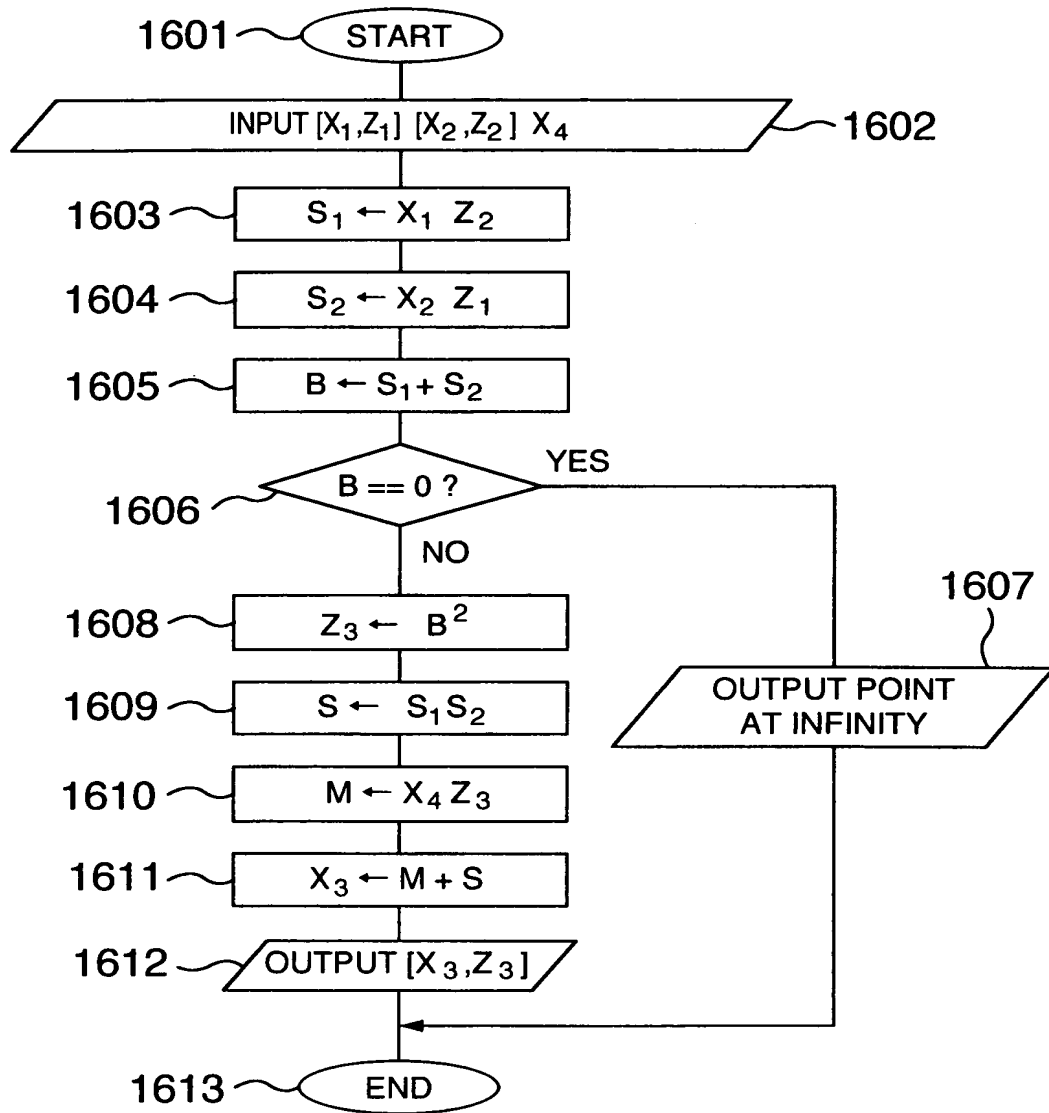 1601 START
INPUT [X₁,Z₁] [X₂,Z₂] X₄ 1602
1603 S₁ ← X₁ Z₂
1604 S₂ ← X₂ Z₁
1605 B ← S₁ + S₂
1606 B == 0 ? YES
NO
1607
1608 Z₃ ← B²
OUTPUT POINT
AT INFINITY
1609 S ← S₁S₂
1610 M ← X₄ Z₃
1611 X₃ ← M + S
1612 OUTPUT [X₃,Z₃]
1613 END